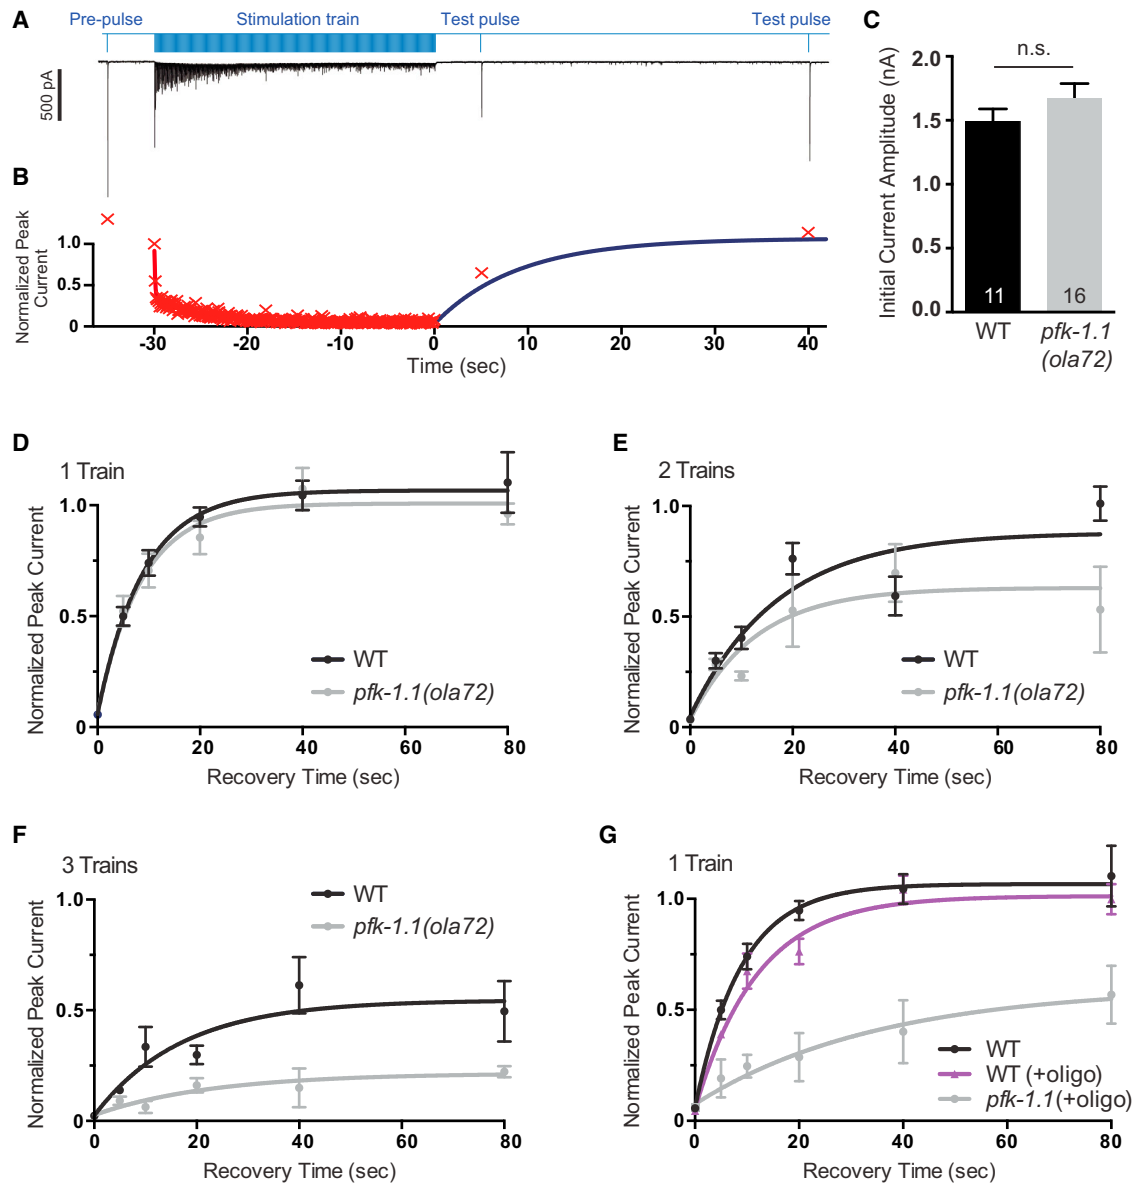 A
Pre-pulse
Stimulation train
Test pulse
Test pulse
500 pA
B
Normalized Peak
Current
1.0
0.5
0
-30
-20
-10
0
10
20
30
40
Time (sec)
C
Initial Current Amplitude (nA)
2.0
1.5
1.0
0.5
0.0
n.s.
11
16
WT
pfk-1.1
(ola72)
D
1 Train
Normalized Peak Current
1.0
0.5
0
WT
pfk-1.1(ola72)
0
20
40
60
80
Recovery Time (sec)
E
2 Trains
Normalized Peak Current
1.0
0.5
0
WT
pfk-1.1(ola72)
0
20
40
60
80
Recovery Time (sec)
F
3 Trains
Normalized Peak Current
1.0
0.5
0
WT
pfk-1.1(ola72)
0
20
40
60
80
Recovery Time (sec)
G
1 Train
Normalized Peak Current
1.0
0.5
0
WT
WT (+oligo)
pfk-1.1(+oligo)
0
20
40
60
80
Recovery Time (sec)